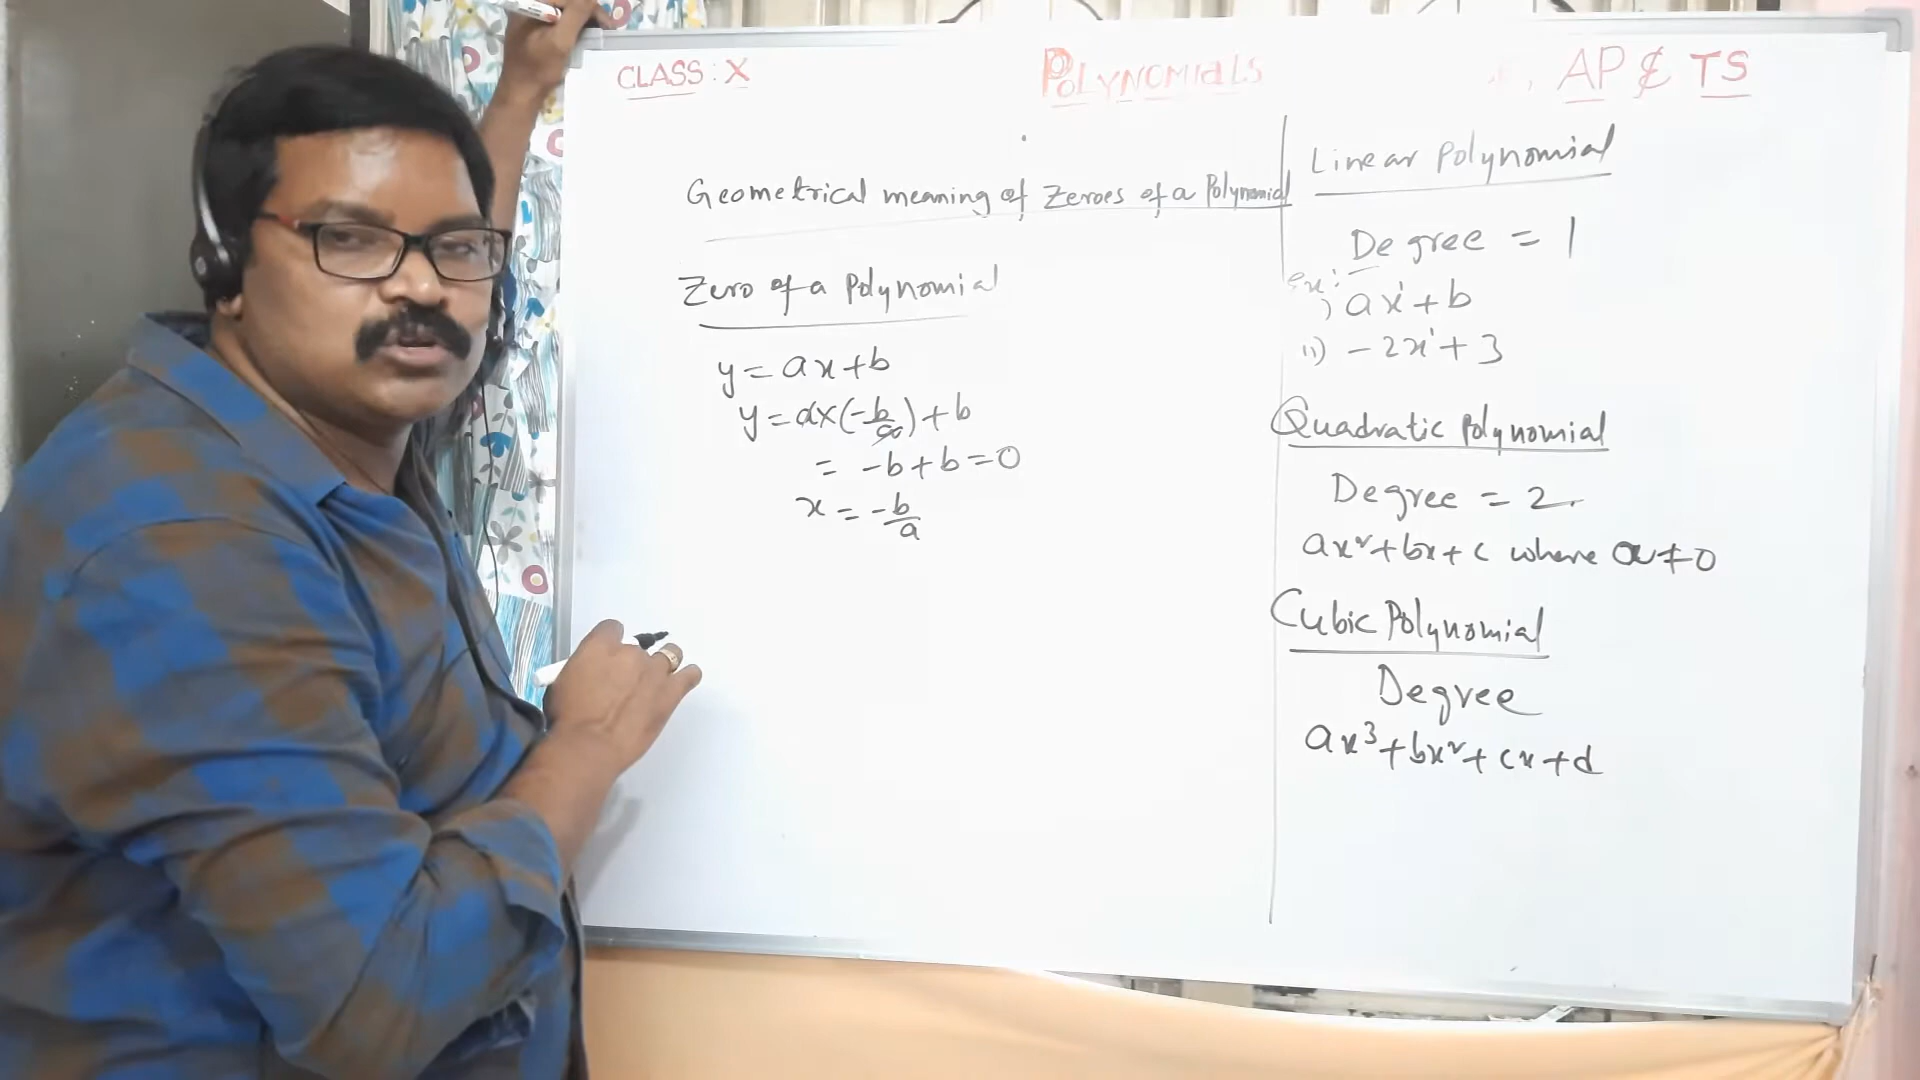 CLASS: X
POLYNOMIALS
, AP & TS
Geometrical meaning of Zeroes of a Polynomial
Zero of a Polynomial
y = ax+b
y = a×(-b/a)+b
= -b+b=0
x = -b/a
Linear Polynomial
Degree = 1
ex:
) ax¹+b
ii) -2x¹+3
Quadratic Polynomial
Degree = 2.
ax²+bx+c where a≠0
Cubic Polynomial
Degree
ax³+bx²+cx+d